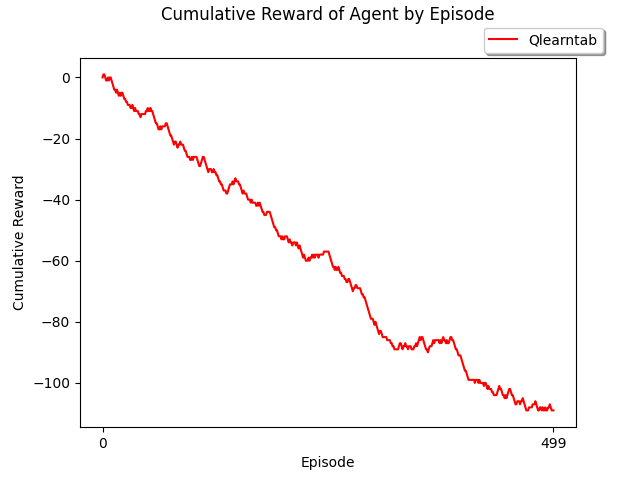 Cumulative Reward of Agent by Episode
Qlearntab
0
−20
−40
−60
−80
−100
Cumulative Reward
0
499
Episode